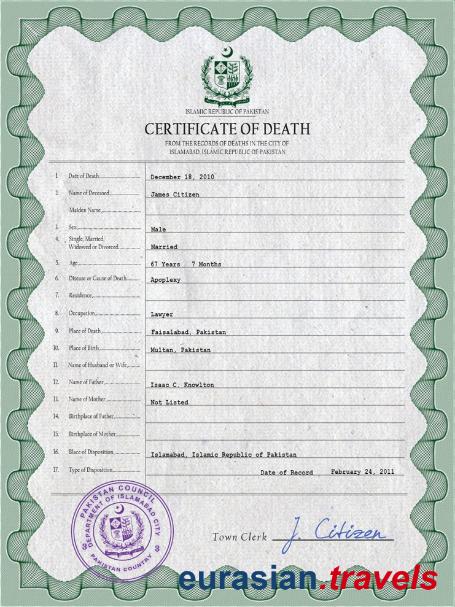 ISLAMIC REPUBLIC OF PAKISTAN
CERTIFICATE OF DEATH
FROM THE RECORDS OF DEATHS IN THE CITY OF
ISLAMABAD, ISLAMIC REPUBLIC OF PAKISTAN
1. Date of Death December 18, 2010
2. Name of Deceased James Citizen
Maiden Name
3. Sex Male
4. Single, Married,
Widowed or Divorced Married
5. Age 67 Years 7 Months
6. Disease or Cause of Death Apoplexy
7. Residence
8. Occupation Lawyer
9. Place of Death Faisalabad, Pakistan
10. Place of Birth Multan, Pakistan
11. Name of Husband or Wife
12. Name of Father Isaac C. Knowlton
13. Name of Mother Not Listed
14. Birthplace of Father
15. Birthplace of Mother
16. Place of Disposition Islamabad, Islamic Republic of Pakistan
17. Type of Disposition Date of Record February 24, 2011
PAKISTAN COUNCIL
DEPARTMENT OF ISLAMABAD CITY
PAKISTAN COUNTRY
Town Clerk J. Citizen
eurasian.travels